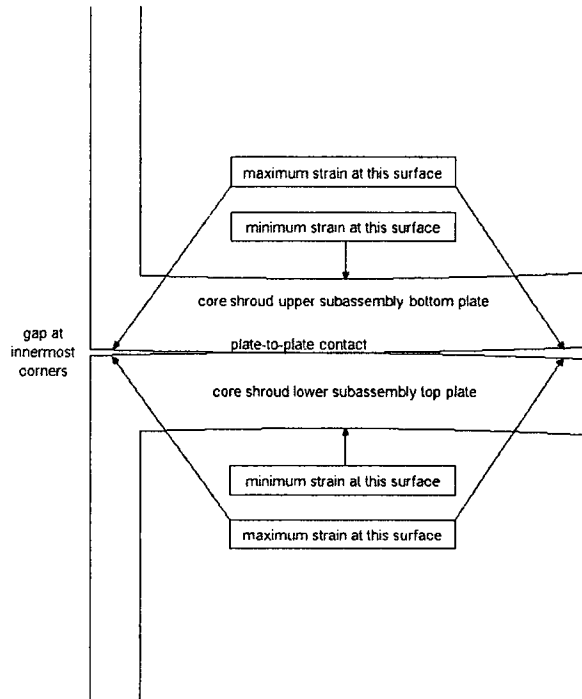 maximum strain at this surface
minimum strain at this surface
core shroud upper subassembly bottom plate
gap at
innermost
corners
plate-to-plate contact
core shroud lower subassembly top plate
minimum strain at this surface
maximum strain at this surface